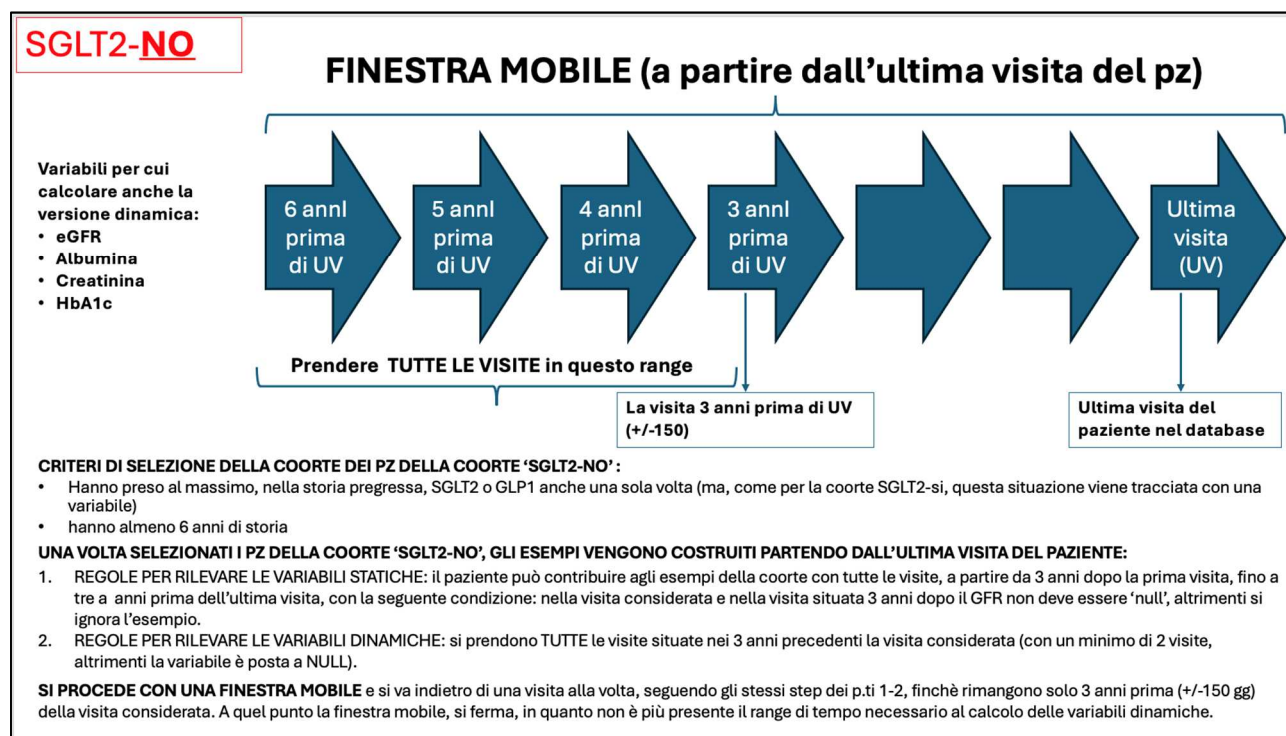 SGLT2-NO
FINESTRA MOBILE (a partire dall'ultima visita del pz)
Variabili per cui
calcolare anche la
versione dinamica:
• eGFR
• Albumina
• Creatinina
• HbA1c
6 annI
prima
di UV
5 annI
prima
di UV
4 annI
prima
di UV
3 annI
prima
di UV
Ultima
visita
(UV)
Prendere TUTTE LE VISITE in questo range
La visita 3 anni prima di UV
(+/-150)
Ultima visita del
paziente nel database
CRITERI DI SELEZIONE DELLA COORTE DEI PZ DELLA COORTE 'SGLT2-NO' :
• Hanno preso al massimo, nella storia pregressa, SGLT2 o GLP1 anche una sola volta (ma, come per la coorte SGLT2-si, questa situazione viene tracciata con una
variabile)
• hanno almeno 6 anni di storia
UNA VOLTA SELEZIONATI I PZ DELLA COORTE 'SGLT2-NO', GLI ESEMPI VENGONO COSTRUITI PARTENDO DALL'ULTIMA VISITA DEL PAZIENTE:
1. REGOLE PER RILEVARE LE VARIABILI STATICHE: il paziente può contribuire agli esempi della coorte con tutte le visite, a partire da 3 anni dopo la prima visita, fino a
tre a anni prima dell'ultima visita, con la seguente condizione: nella visita considerata e nella visita situata 3 anni dopo il GFR non deve essere 'null', altrimenti si
ignora l'esempio.
2. REGOLE PER RILEVARE LE VARIABILI DINAMICHE: si prendono TUTTE le visite situate nei 3 anni precedenti la visita considerata (con un minimo di 2 visite,
altrimenti la variabile è posta a NULL).
SI PROCEDE CON UNA FINESTRA MOBILE e si va indietro di una visita alla volta, seguendo gli stessi step dei p.ti 1-2, finchè rimangono solo 3 anni prima (+/-150 gg)
della visita considerata. A quel punto la finestra mobile, si ferma, in quanto non è più presente il range di tempo necessario al calcolo delle variabili dinamiche.